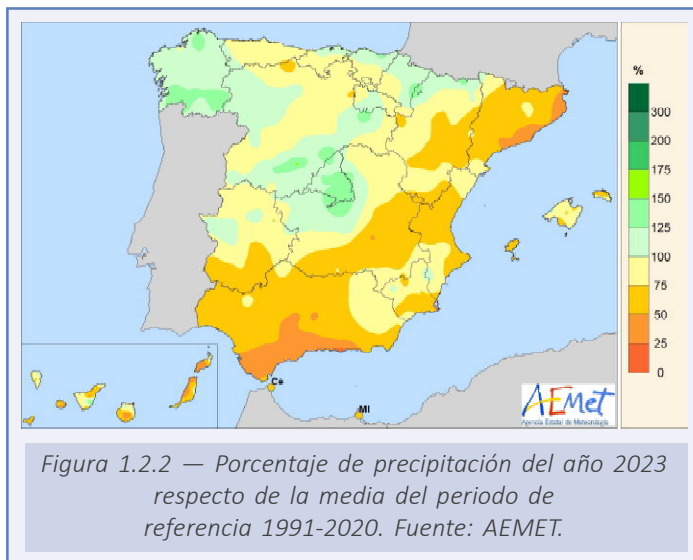 %
300
200
175
150
125
100
75
50
25
0
Ce
Ml
AEMet
Agencia Estatal de Meteorología
Figura 1.2.2 — Porcentaje de precipitación del año 2023
respecto de la media del periodo de
referencia 1991-2020. Fuente: AEMET.